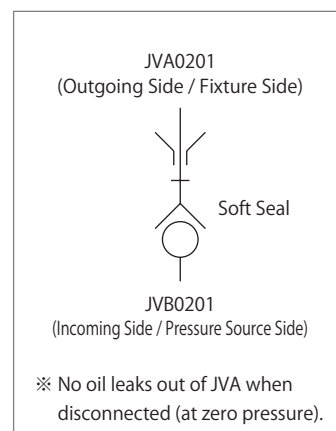 JVA0201
(Outgoing Side / Fixture Side)
Soft Seal
JVB0201
(Incoming Side / Pressure Source Side)
※ No oil leaks out of JVA when
disconnected (at zero pressure).